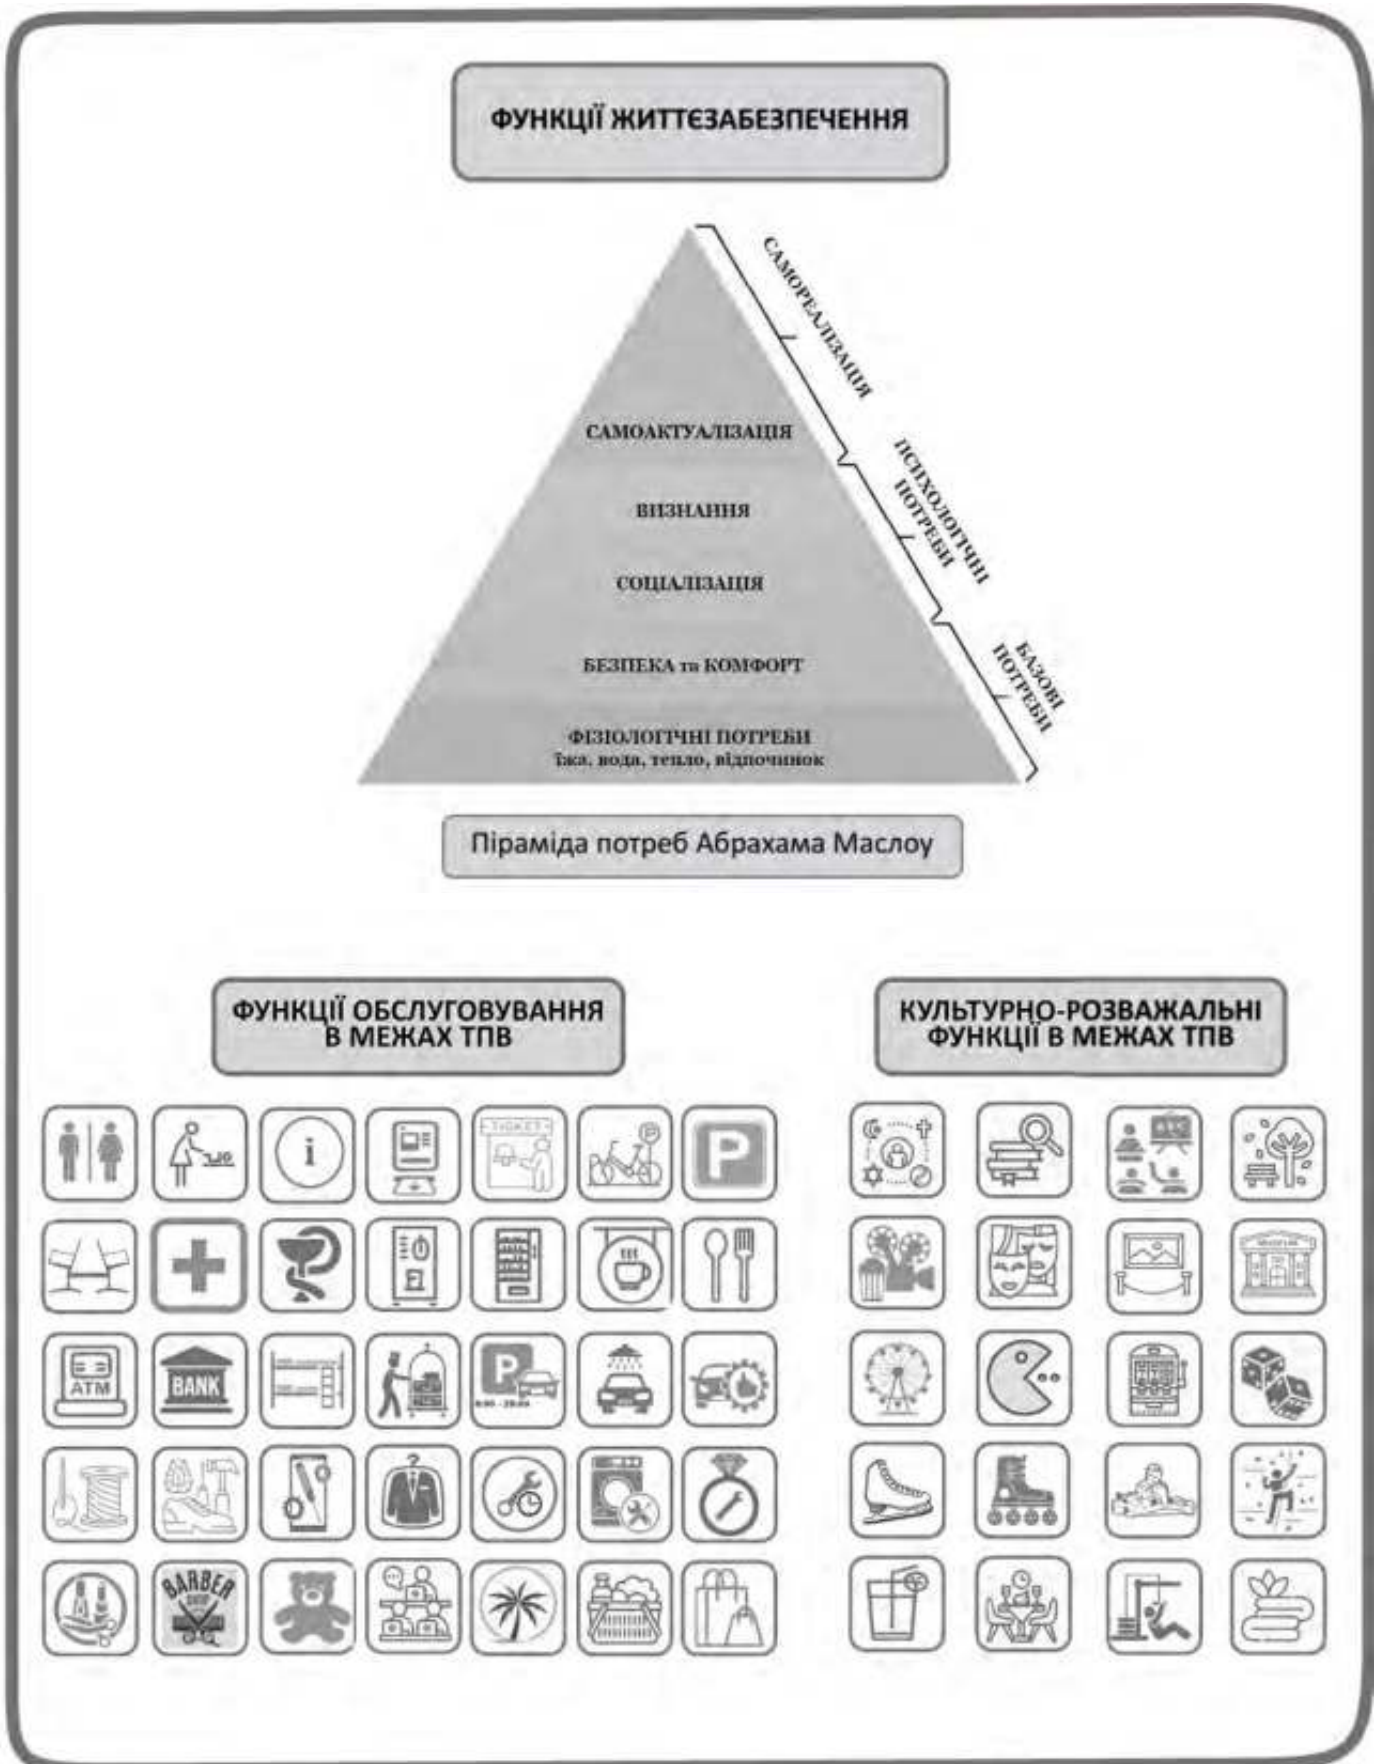 ФУНКЦІЇ ЖИТТЄЗАБЕЗПЕЧЕННЯ
САМОРЕАЛІЗАЦІЯ
САМОАКТУАЛІЗАЦІЯ
ПСИХОЛОГІЧНІ
ПОТРЕБИ
ВИЗНАННЯ
СОЦІАЛІЗАЦІЯ
БЕЗПЕКА та КОМФОРТ
БАЗОВІ
ПОТРЕБИ
ФІЗІОЛОГІЧНІ ПОТРЕБИ
їжа, вода, тепло, відпочинок
Піраміда потреб Абрахама Маслоу
ФУНКЦІЇ ОБСЛУГОВУВАННЯ
В МЕЖАХ ТПВ
КУЛЬТУРНО-РОЗВАЖАЛЬНІ
ФУНКЦІЇ В МЕЖАХ ТПВ
i
TICKET
P
P
ATM
BANK
P
BARBER
SHOP